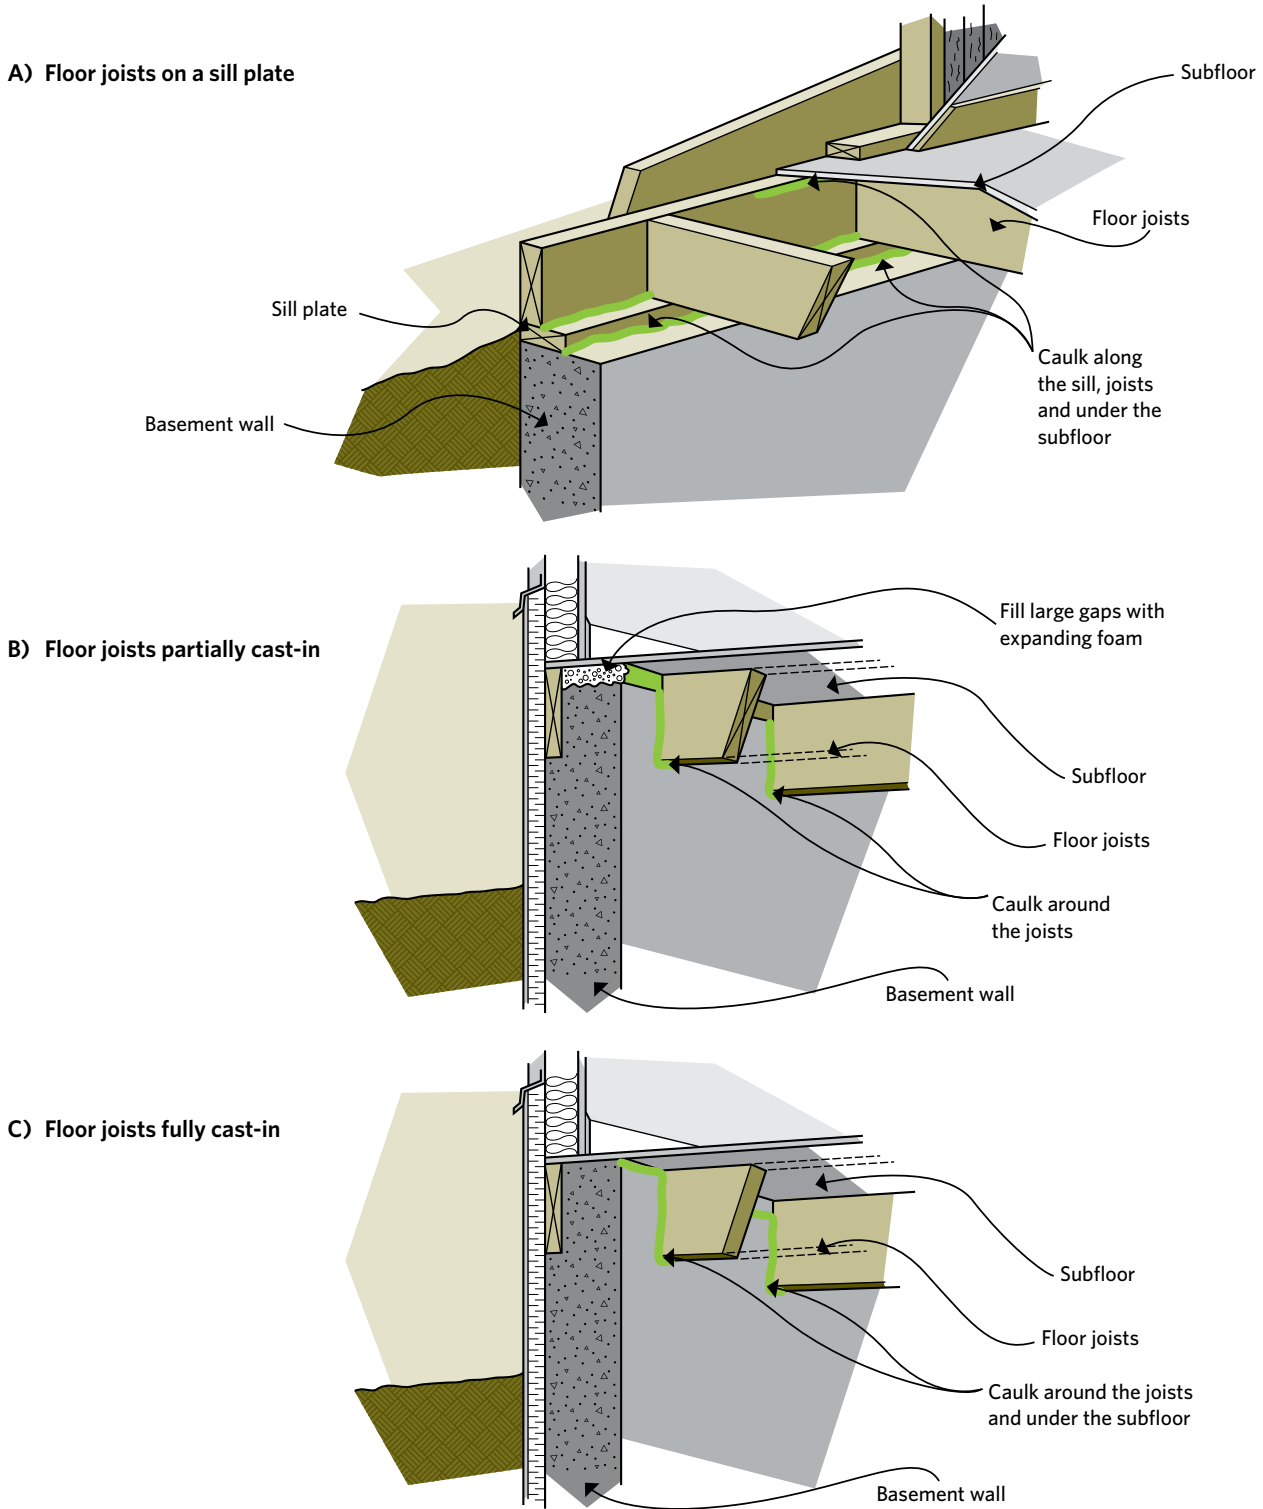 A) Floor joists on a sill plate
Subfloor
Floor joists
Sill plate
Caulk along
the sill, joists
and under the
subfloor
Basement wall
B) Floor joists partially cast-in
Fill large gaps with
expanding foam
Subfloor
Floor joists
Caulk around
the joists
Basement wall
C) Floor joists fully cast-in
Subfloor
Floor joists
Caulk around the joists
and under the subfloor
Basement wall